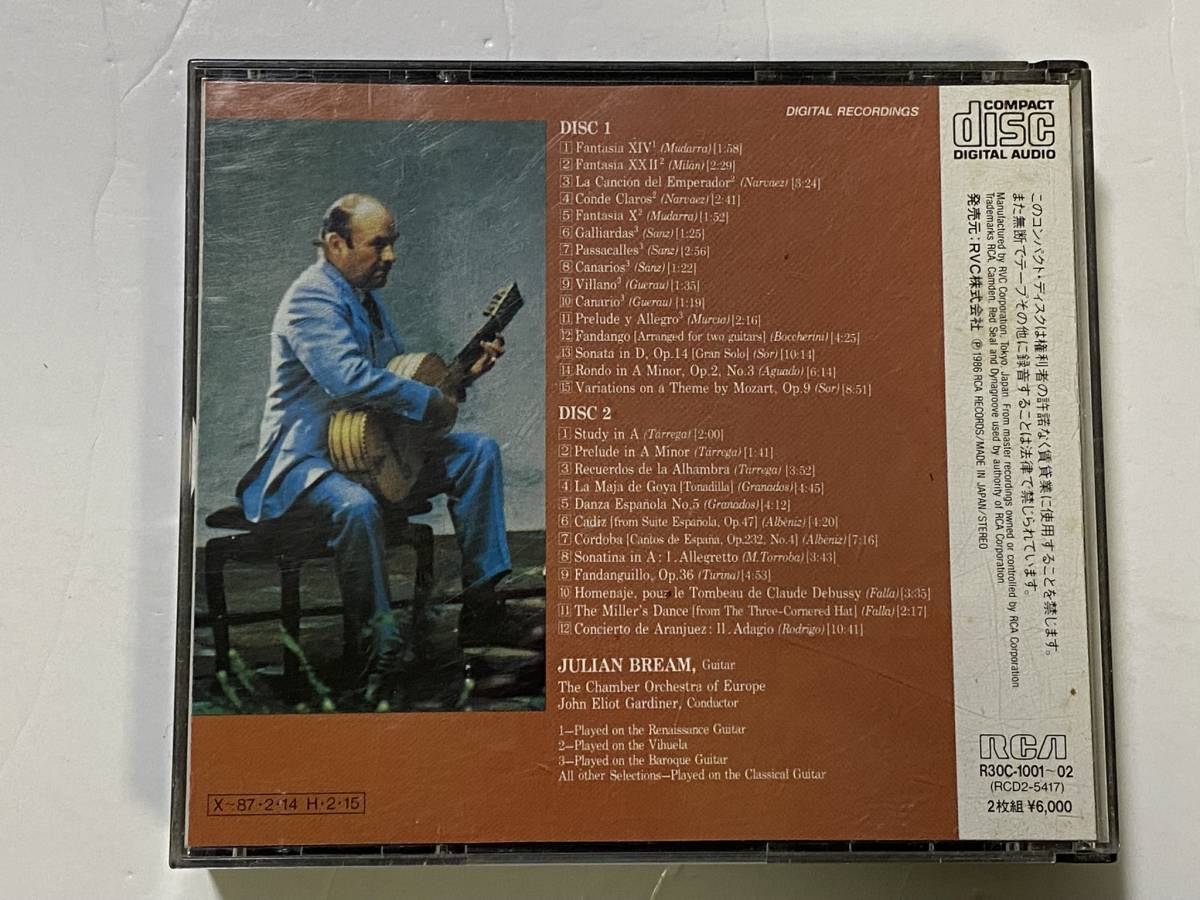 DIGITAL RECORDINGS
DISC 1
1 Fantasia XIV¹ (Mudarra) [1:58]
2 Fantasia XXII² (Milán) [2:29]
3 La Canción del Emperador² (Narvaez) [3:24]
4 Conde Claros² (Narvaez) [2:41]
5 Fantasia X² (Mudarra) [1:52]
6 Galliardas³ (Sanz) [1:25]
7 Passacalles³ (Sanz) [2:56]
8 Canarios³ (Sanz) [1:22]
9 Villano³ (Guerau) [1:35]
10 Canario³ (Guerau) [1:19]
11 Prelude y Allegro³ (Murcia) [2:16]
12 Fandango [Arranged for two guitars] (Boccherini) [4:25]
13 Sonata in D, Op.14 [Gran Solo] (Sor) [10:14]
14 Rondo in A Minor, Op.2, No.3 (Aguado) [6:14]
15 Variations on a Theme by Mozart, Op.9 (Sor) [8:51]
DISC 2
1 Study in A (Tárrega) [2:00]
2 Prelude in A Minor (Tárrega) [1:41]
3 Recuerdos de la Alhambra (Tárrega) [3:52]
4 La Maja de Goya [Tonadilla] (Granados) [4:45]
5 Danza Española No.5 (Granados) [4:12]
6 Cadiz [from Suite Española, Op.47] (Albéniz) [4:20]
7 Córdoba [Cantos de España, Op.232, No.4] (Albéniz) [7:16]
8 Sonatina in A: I. Allegretto (M.Torroba) [3:43]
9 Fandanguillo, Op.36 (Turina) [4:53]
10 Homenaje, pour le Tombeau de Claude Debussy (Falla) [3:35]
11 The Miller's Dance [from The Three-Cornered Hat] (Falla) [2:17]
12 Concierto de Aranjuez: II. Adagio (Rodrigo) [10:41]
JULIAN BREAM, Guitar
The Chamber Orchestra of Europe
John Eliot Gardiner, Conductor
1—Played on the Renaissance Guitar
2—Played on the Vihuela
3—Played on the Baroque Guitar
All other Selections—Played on the Classical Guitar
X~87・2・14 H・2・15
COMPACT
disc
DIGITAL AUDIO
このコンパクト・ディスクは権利者の許諾なく賃貸業に使用することを禁じます。
また無断でテープその他に録音することは法律で禁じられています。
Manufactured by RVC Corporation, Tokyo, Japan. From master recordings owned or controlled by RCA Corporation
Trademarks RCA, Camden, Red Seal and Dynagroove used by authority of RCA Corporation
発売元:RVC株式会社 ℗1986 RCA RECORDS/MADE IN JAPAN/STEREO
RCA
R30C-1001~02
(RCD2-5417)
2枚組 ¥6,000